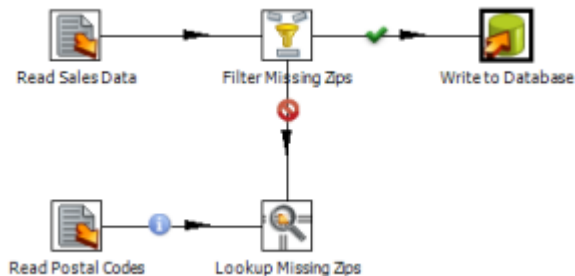 Read Sales Data
Filter Missing Zips
Write to Database
Read Postal Codes
Lookup Missing Zips